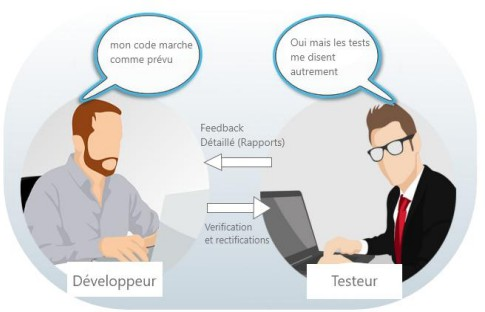 mon code marche
comme prévu
Oui mais les tests
me disent
autrement
Feedback
Détaillé (Rapports)
Verification
et rectifications
Développeur
Testeur